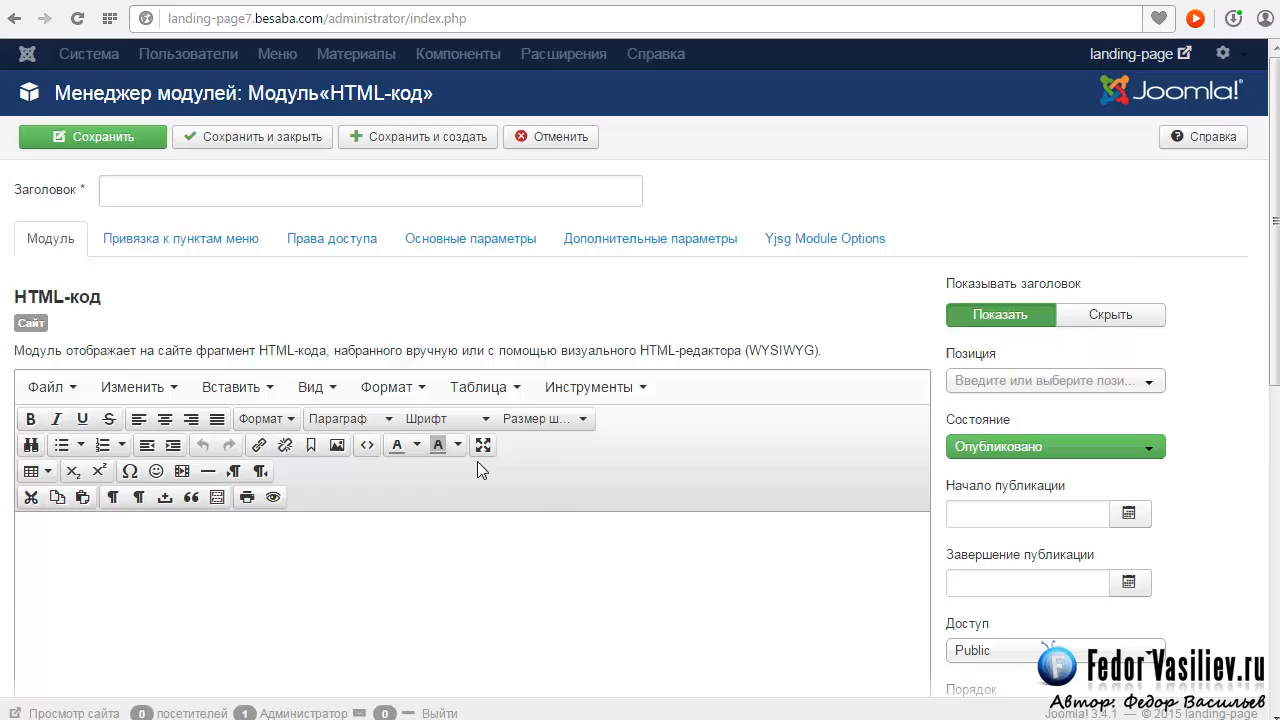 landing-page7.besaba.com/administrator/index.php
Система Пользователи Меню Материалы Компоненты Расширения Справка landing-page
Менеджер модулей: Модуль«HTML-код» Joomla!
Сохранить Сохранить и закрыть Сохранить и создать Отменить Справка
Заголовок *
Модуль Привязка к пунктам меню Права доступа Основные параметры Дополнительные параметры Yjsg Module Options
HTML-код
Сайт
Модуль отображает на сайте фрагмент HTML-кода, набранного вручную или с помощью визуального HTML-редактора (WYSIWYG).
Файл Изменить Вставить Вид Формат Таблица Инструменты
B I U S Формат Параграф Шрифт Размер ш...
A A
Показывать заголовок
Показать Скрыть
Позиция
Введите или выберите пози...
Состояние
Опубликовано
Начало публикации
Завершение публикации
Доступ
Public
Порядок
FedorVasiliev.ru
Автор: Федор Васильев
Просмотр сайта 0 посетителей 1 Администратор 0 Выйти
Joomla! 3.4.1 — © 2015 landing-page